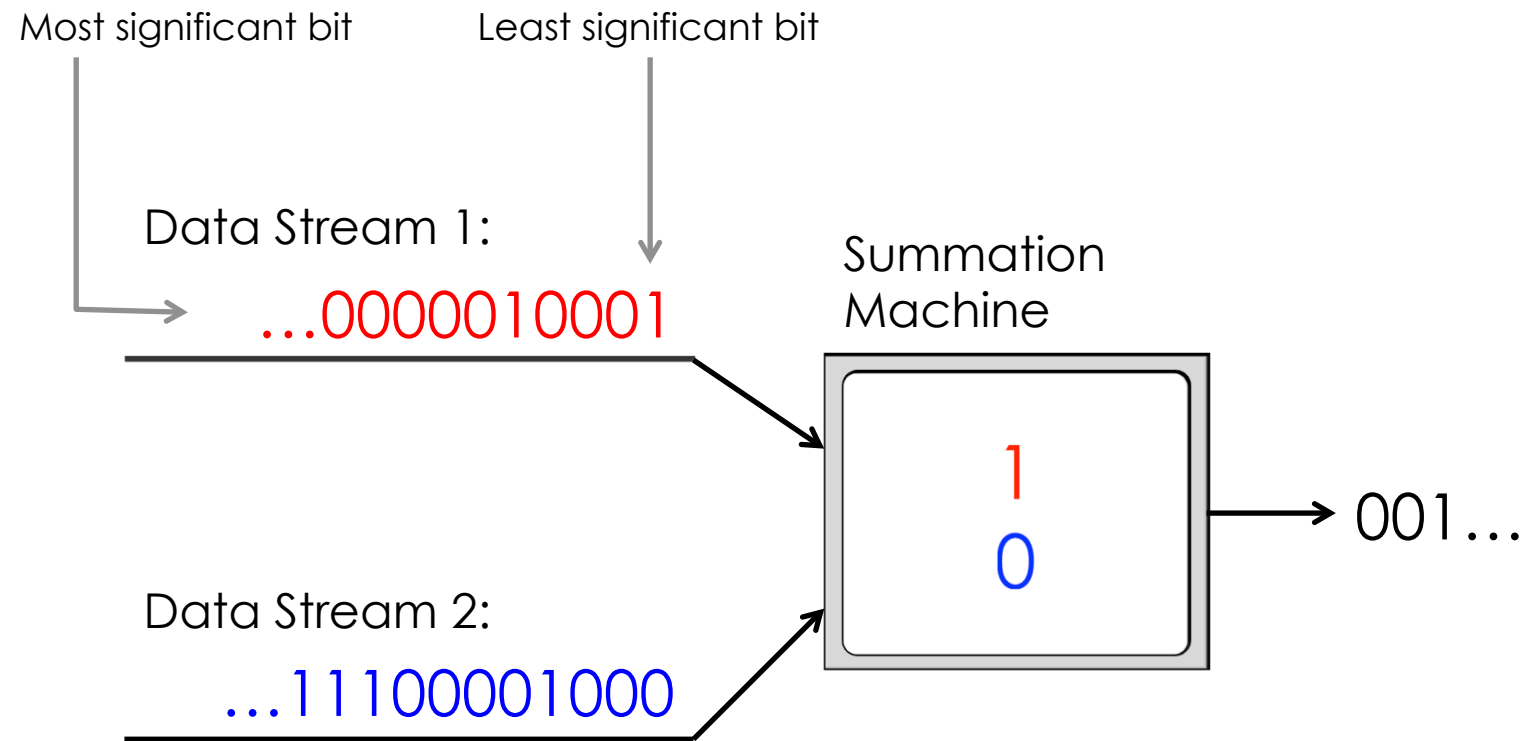 Most significant bit
Least significant bit
Data Stream 1:
…0000010001
Summation
Machine
1
0
001…
Data Stream 2:
…11100001000